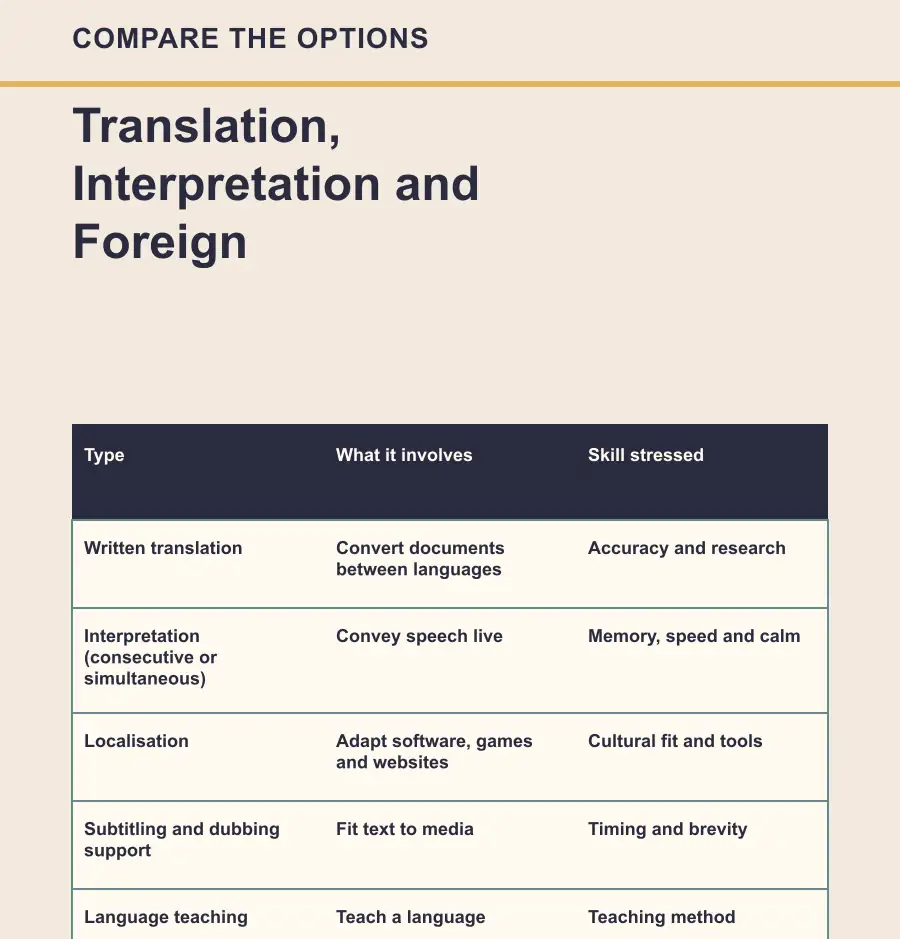 COMPARE THE OPTIONS
Translation,
Interpretation and
Foreign
Type What it involves Skill stressed
Written translation Convert documents between languages Accuracy and research
Interpretation (consecutive or simultaneous) Convey speech live Memory, speed and calm
Localisation Adapt software, games and websites Cultural fit and tools
Subtitling and dubbing support Fit text to media Timing and brevity
Language teaching Teach a language Teaching method